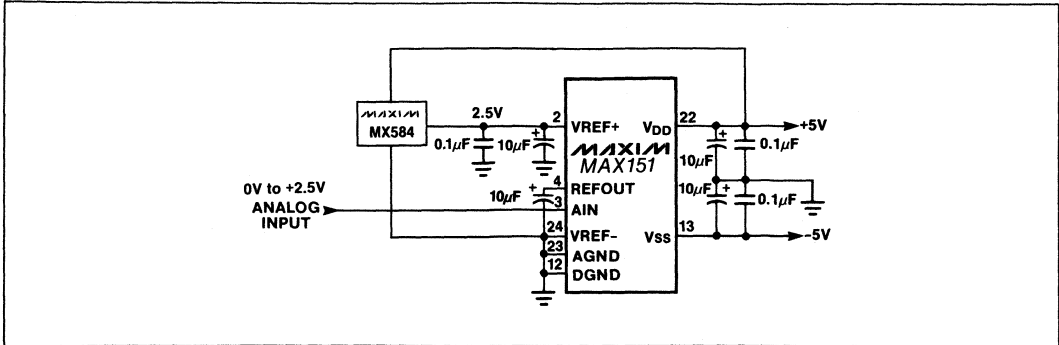 MAXIM
MX584
2.5V
0.1µF
10µF
2
VREF+
VDD
22
+5V
MAXIM
MAX151
10µF
0.1µF
0V to +2.5V
ANALOG
INPUT
10µF
4
REFOUT
3
AIN
24
VREF-
23
AGND
12
DGND
10µF
0.1µF
VSS
13
-5V